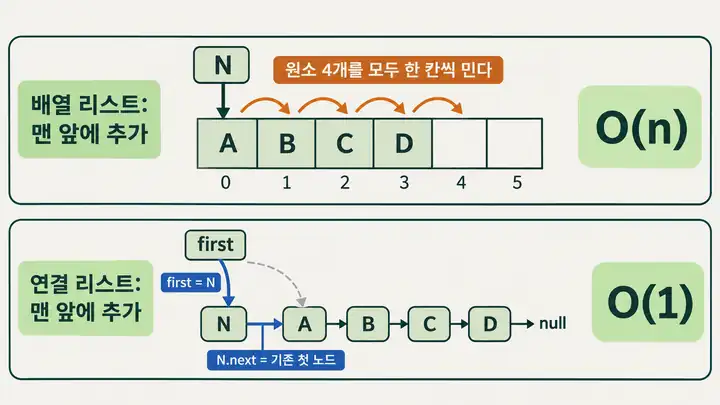 N
원소 4개를 모두 한 칸씩 민다
배열 리스트:
맨 앞에 추가
A B C D
0 1 2 3 4 5
O(n)
first
first = N
연결 리스트:
맨 앞에 추가
N A B C D null
N.next = 기존 첫 노드
O(1)